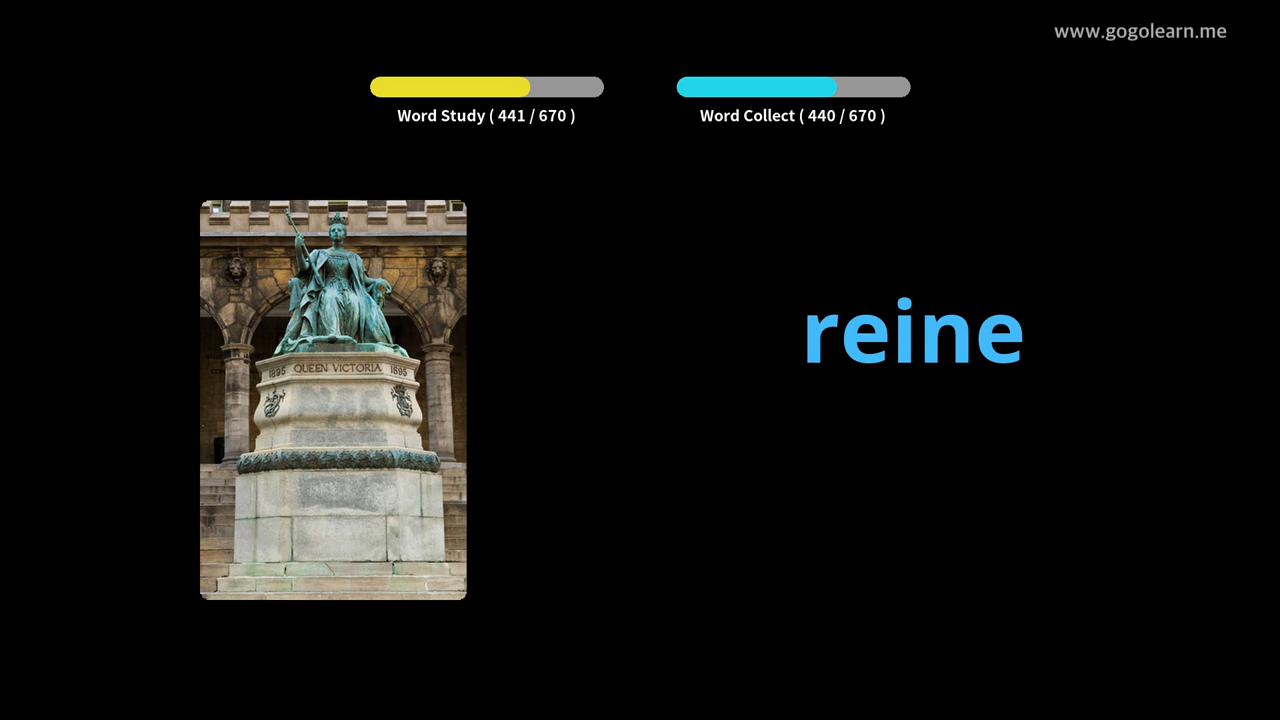 www.gogolearn.me
Word Study ( 441 / 670 )
Word Collect ( 440 / 670 )
1895 QUEEN VICTORIA 1895
reine